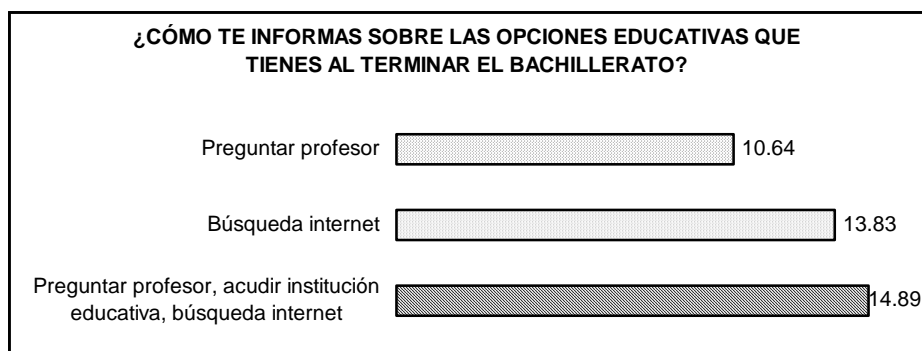 ¿CÓMO TE INFORMAS SOBRE LAS OPCIONES EDUCATIVAS QUE
TIENES AL TERMINAR EL BACHILLERATO?
Preguntar profesor
10.64
Búsqueda internet
13.83
Preguntar profesor, acudir institución
educativa, búsqueda internet
14.89